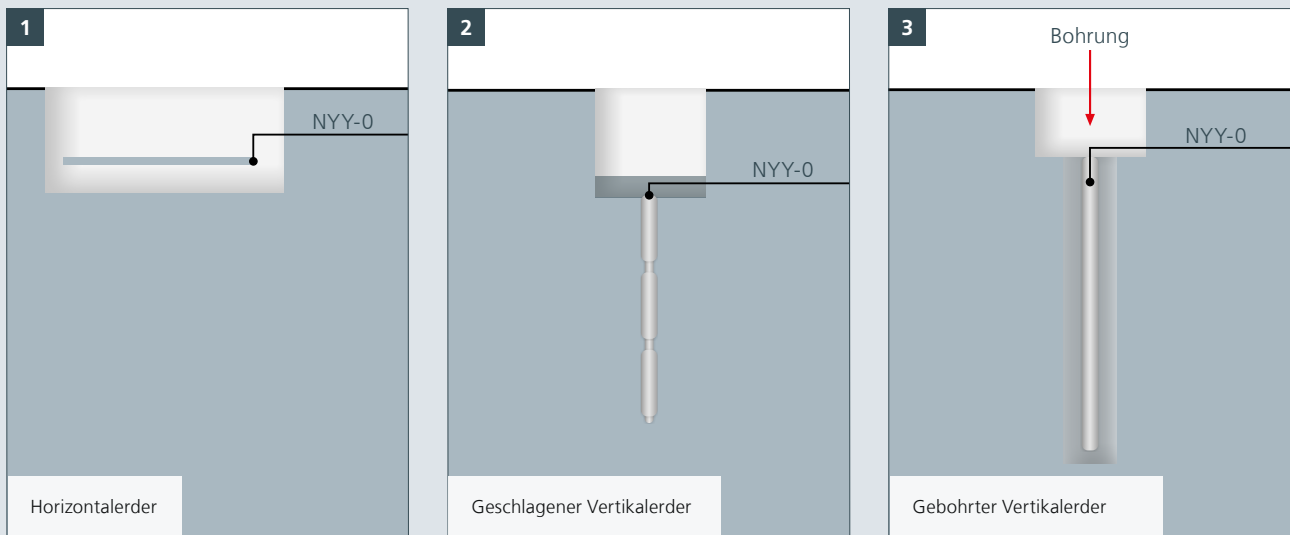 1
NYY-0
Horizontalerder
2
NYY-0
Geschlagener Vertikalerder
3
Bohrung
NYY-0
Gebohrter Vertikalerder